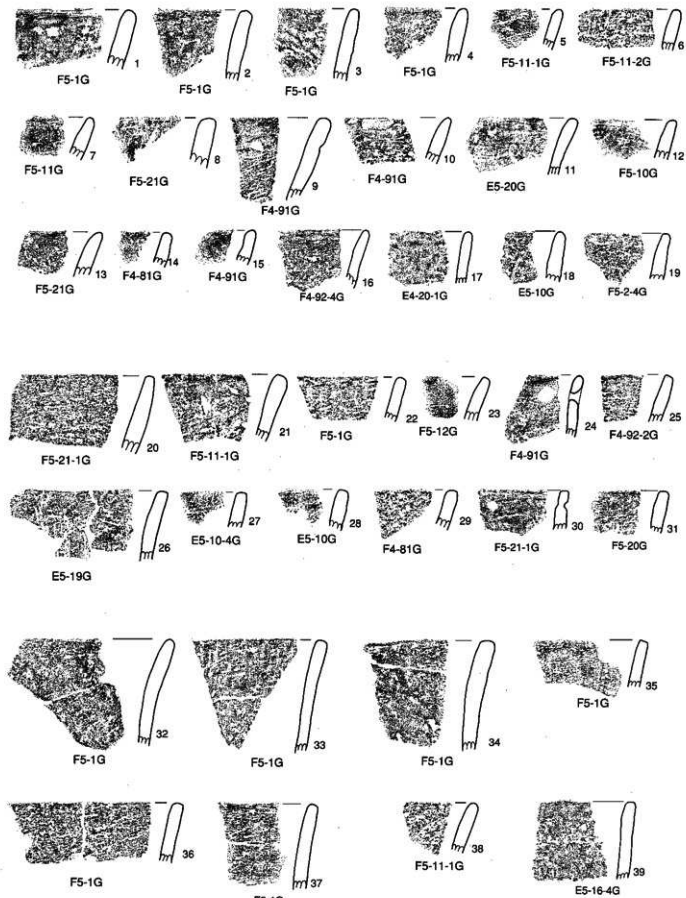 1 2 3 4 5 6
F5-1G F5-1G F5-1G F5-1G F5-11-1G F5-11-2G
7 8 9 10 11 12
F5-11G F5-21G F4-91G F4-91G E5-20G F5-10G
13 14 15 16 17 18 19
F5-21G F4-81G F4-91G F4-92-4G E4-20-1G E5-10G F5-2-4G
20 21 22 23 24 25
F5-21-1G F5-11-1G F5-1G F5-12G F4-91G F4-92-2G
26 27 28 29 30 31
E5-19G E5-10-4G E5-10G F4-81G F5-21-1G F5-20G
32 33 34 35
F5-1G F5-1G F5-1G F5-1G
36 37 38 39
F5-1G F5-11-1G E5-16-4G